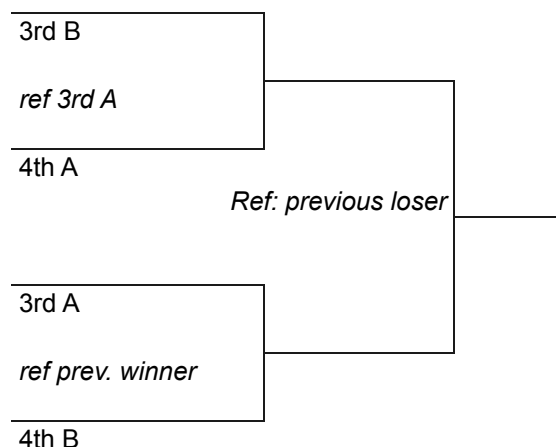 3rd B
ref 3rd A
4th A
Ref: previous loser
3rd A
ref prev. winner
4th B